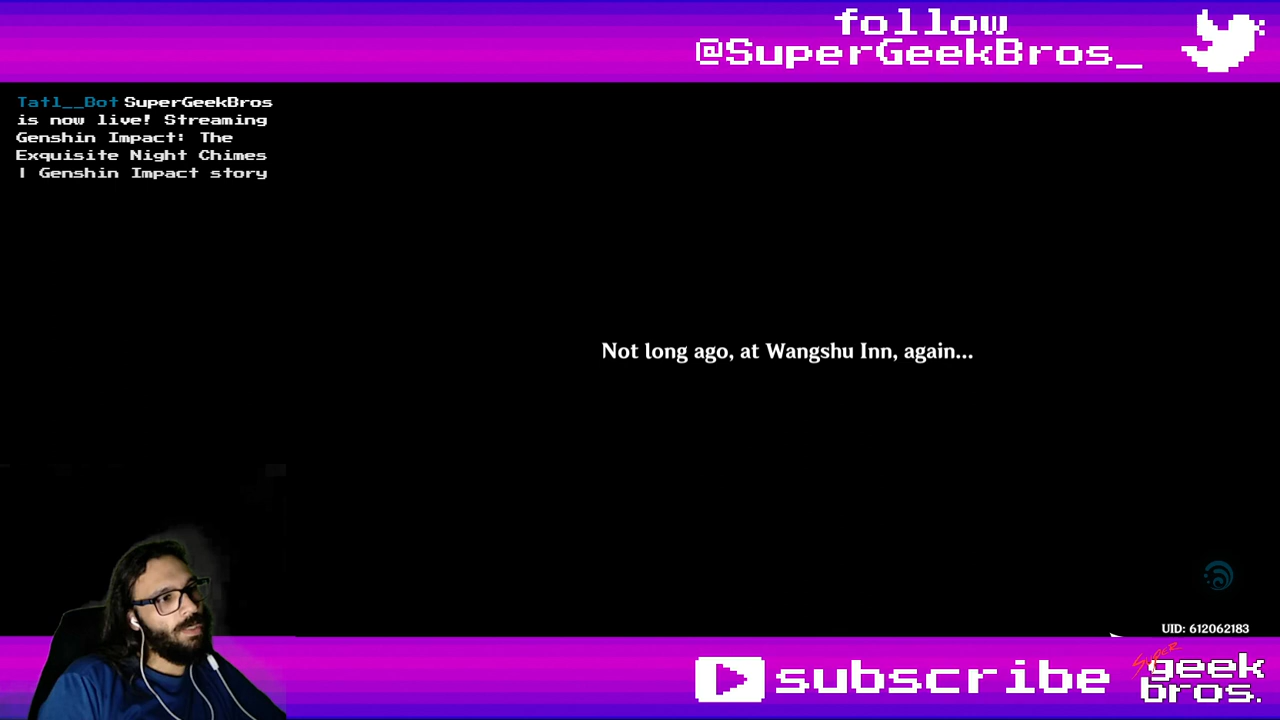 follow
@SuperGeekBros_
Tatl__Bot SuperGeekBros
is now live! Streaming
Genshin Impact: The
Exquisite Night Chimes
| Genshin Impact story
Not long ago, at Wangshu Inn, again...
UID: 612062183
subscribe
SUPER
geek
bros.